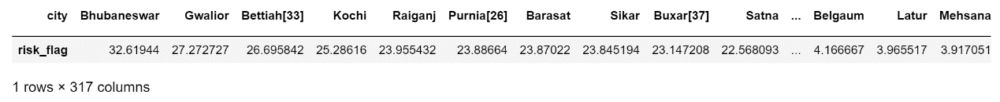 city Bhubaneswar Gwalior Bettiah[33] Kochi Raiganj Purnia[26] Barasat Sikar Buxar[37] Satna ... Belgaum Latur Mehsana
risk_flag 32.61944 27.272727 26.695842 25.28616 23.955432 23.88664 23.87022 23.845194 23.147208 22.568093 ... 4.166667 3.965517 3.917051
1 rows × 317 columns